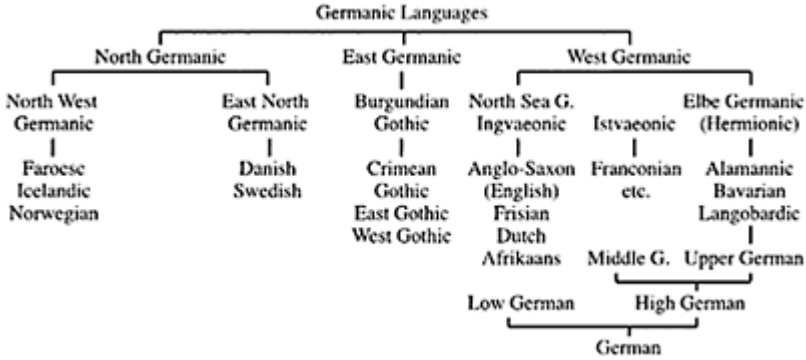 Germanic Languages
North Germanic East Germanic West Germanic
North West East North Burgundian North Sea G. Elbe Germanic
Germanic Germanic Gothic Ingvaeonic Istvaeonic (Hermionic)
Faroese Danish Crimean Anglo-Saxon Franconian Alamannic
Icelandic Swedish Gothic (English) etc. Bavarian
Norwegian East Gothic Frisian Langobardic
West Gothic Dutch
Afrikaans Middle G. Upper German
Low German High German
German